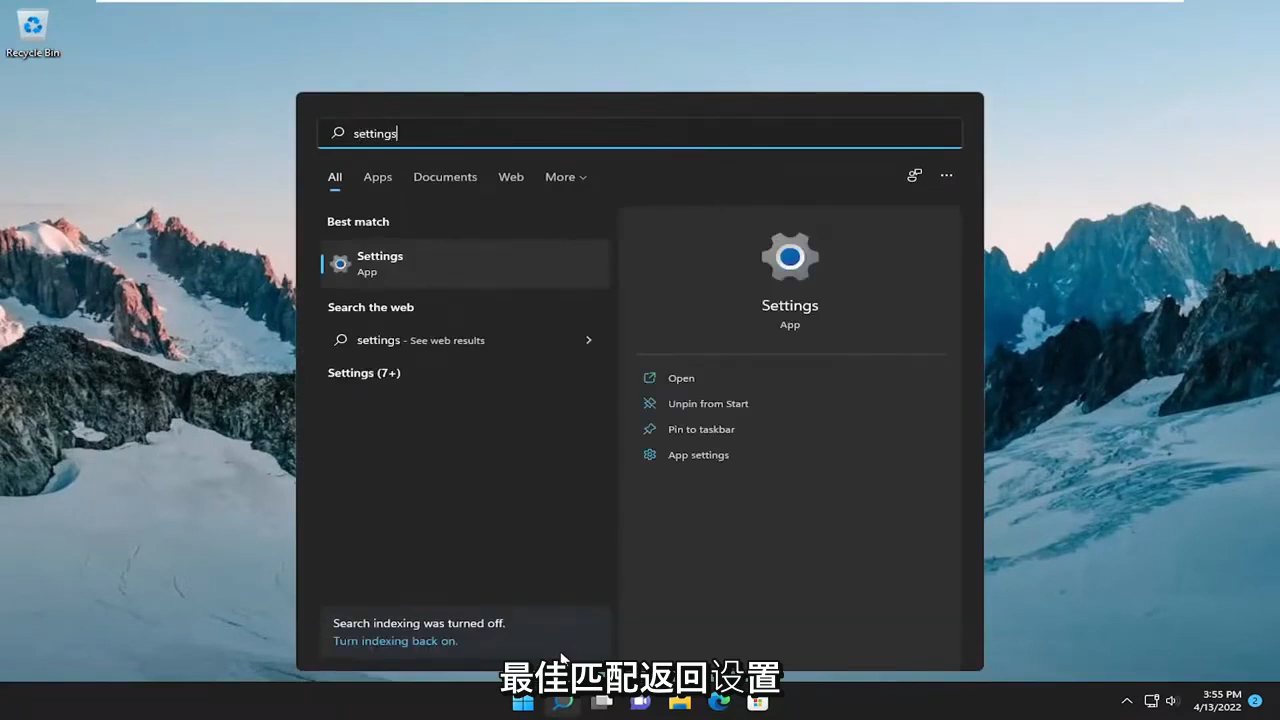 Recycle Bin
settings
All Apps Documents Web More
Best match
Settings
App
Search the web
settings - See web results
Settings (7+)
Settings
App
Open
Unpin from Start
Pin to taskbar
App settings
Search indexing was turned off.
Turn indexing back on.
最佳匹配返回设置
3:55 PM
4/13/2022
2